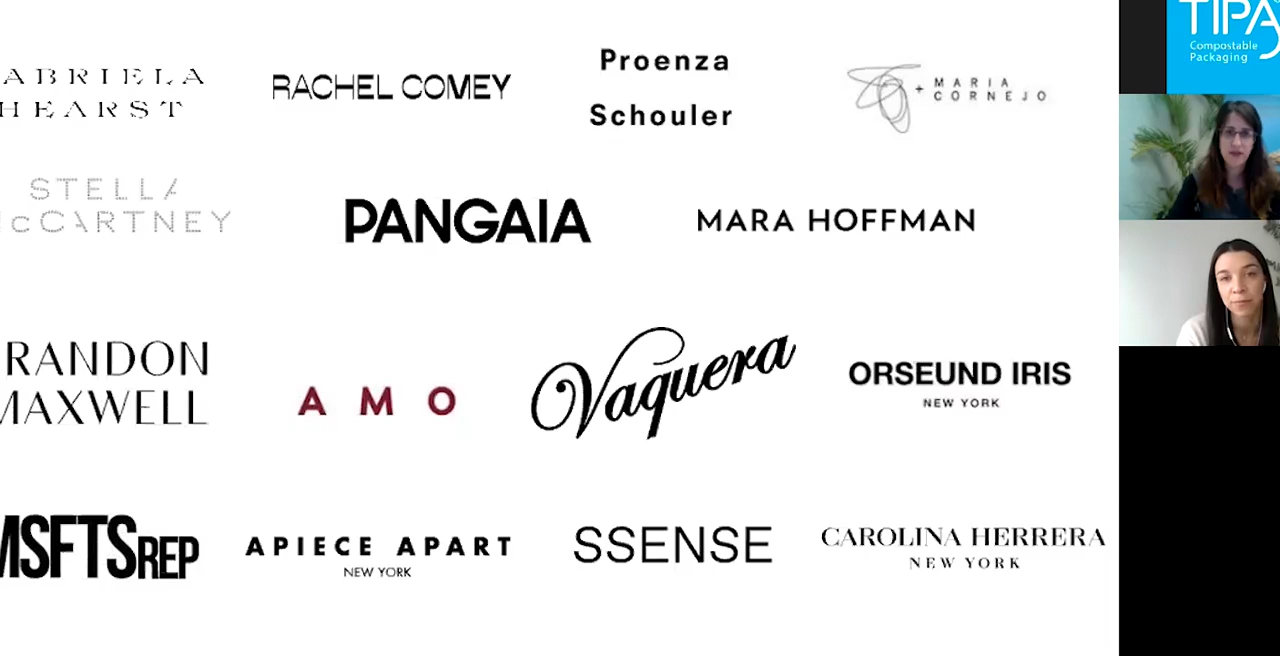 TIPA
Compostable
Packaging
ABRIELA
HEARST
RACHEL COMEY
Proenza
Schouler
+ MARIA
CORNEJO
STELLA
McCARTNEY
PANGAIA
MARA HOFFMAN
RANDON
MAXWELL
AMO
Vaquera
ORSEUND IRIS
NEW YORK
MSFTSREP
APIECE APART
NEW YORK
SSENSE
CAROLINA HERRERA
NEW YORK